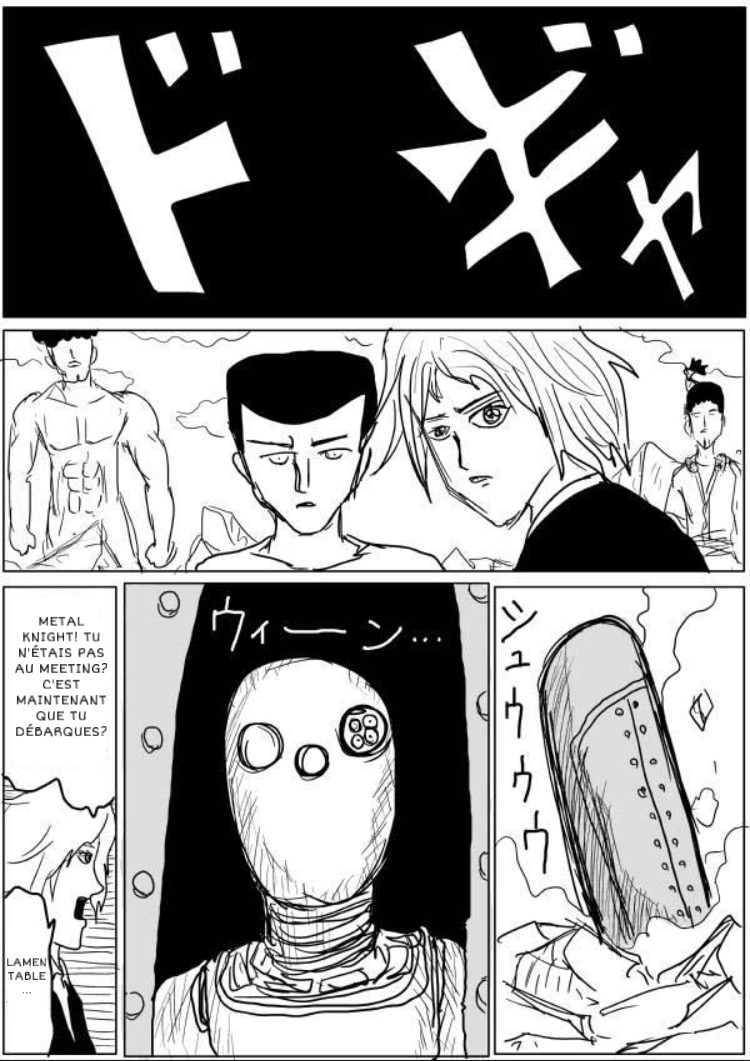 ドギャ
シュウウウ
ウィーン...
METAL
KNIGHT! TU
N'ÉTAIS PAS
AU MEETING?
C'EST
MAINTENANT
QUE TU
DÉBARQUES?
LAMEN
TABLE
...